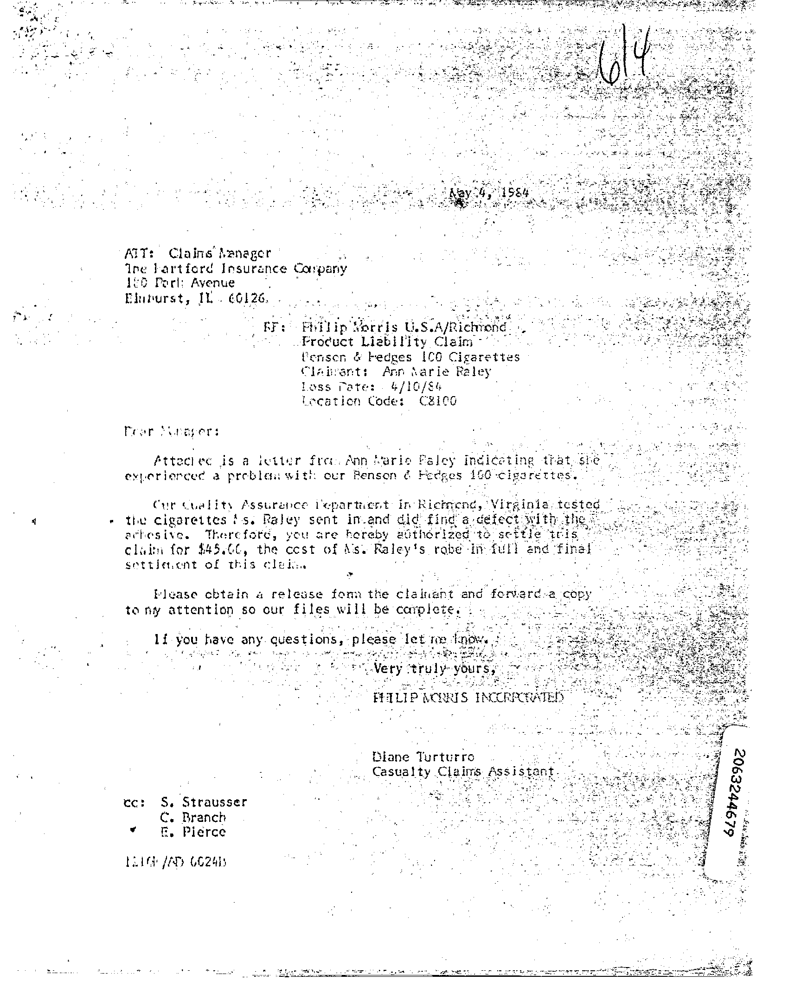 6/4
May 4, 1984
ATT: Claims Manager
The Hartford Insurance Company
Avenue
Elmhurst, IL 60126
RE: Philip Morris U.S.A/Richmond
Product Liability Claim
Benson & Hedges 100 Cigarettes
Claimant: Ann Marie Raley
Loss Date: 4/10/84
Location Code: C8100
Dear Manager:
Attached is a letter from Ann Marie Raley indicating that she
experienced a problem with our Benson & Hedges 100 cigarettes.
Our Quality Assurance Department in Richmond, Virginia tested
the cigarettes Ms. Raley sent in and did find a defect with the
adhesive. Therefore, you are hereby authorized to settle this
claim for $45.00, the cost of Ms. Raley's robe in full and final
settlement of this claim.
Please obtain a release form the claimant and forward a copy
to my attention so our files will be complete.
If you have any questions, please let me know.
Very truly yours,
PHILIP MORRIS INCORPORATED
Diane Turturro
Casualty Claims Assistant
cc: S. Strausser
C. Branch
E. Pierce
2063244679